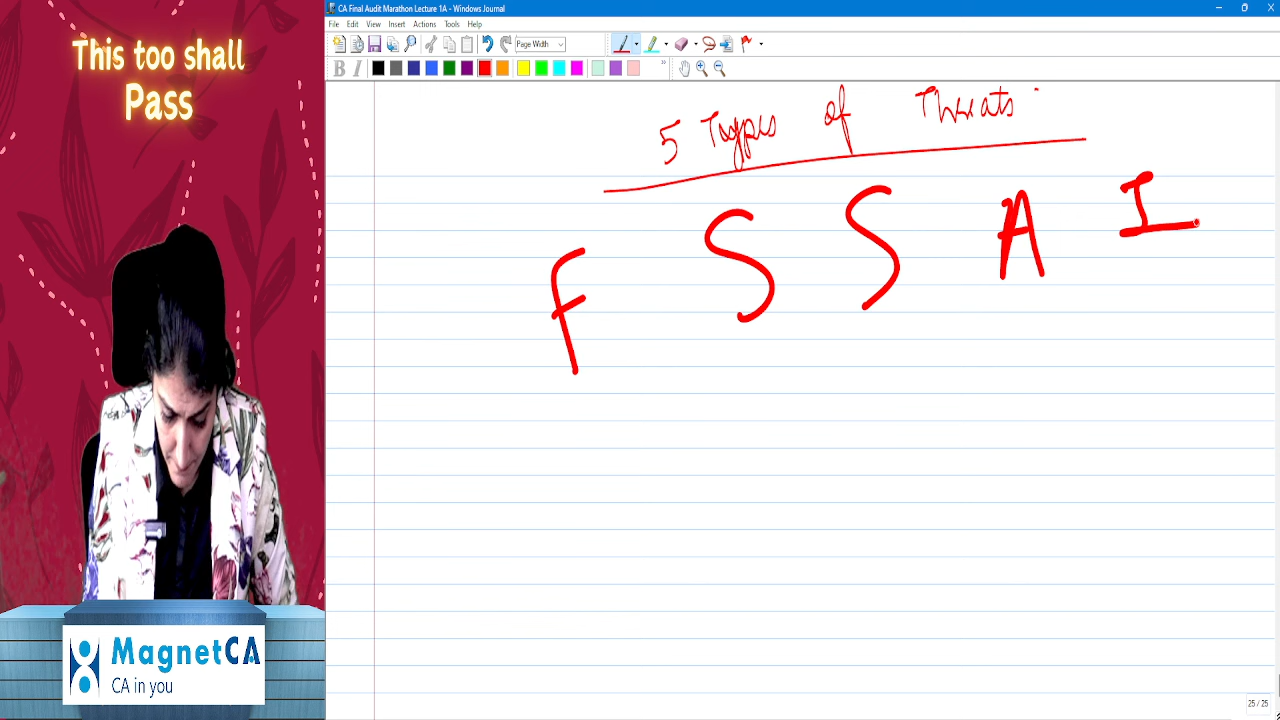 CA Final Audit Marathon Lecture 1A - Windows Journal
File Edit View Insert Actions Tools Help
Page Width
B I
This too shall
Pass
5 Types of Threats
F S S A I
MagnetCA
CA in you
25 / 25